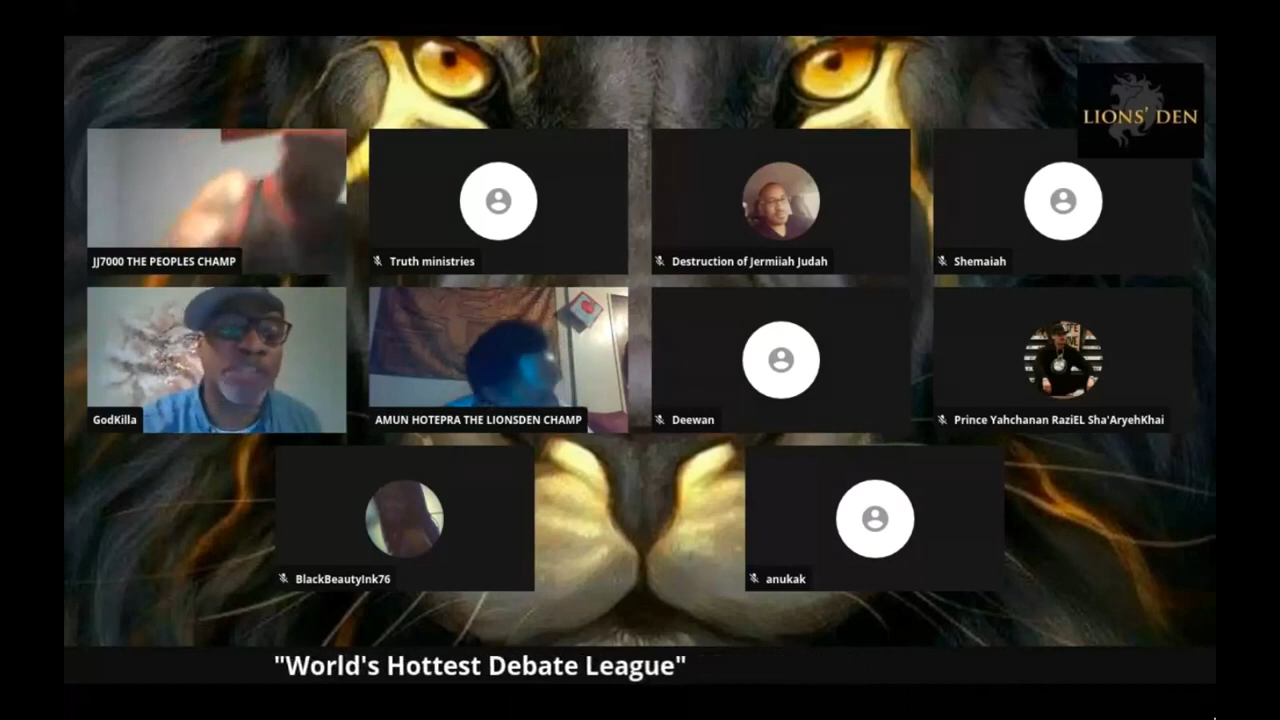 LIONS' DEN
JJ7000 THE PEOPLES CHAMP
Truth ministries
Destruction of Jermiiah Judah
Shemaiah
GodKilla
AMUN HOTEPRA THE LIONSDEN CHAMP
Deewan
Prince Yahchanan RaziEL Sha'AryehKhai
BlackBeautyInk76
anukak
"World's Hottest Debate League"